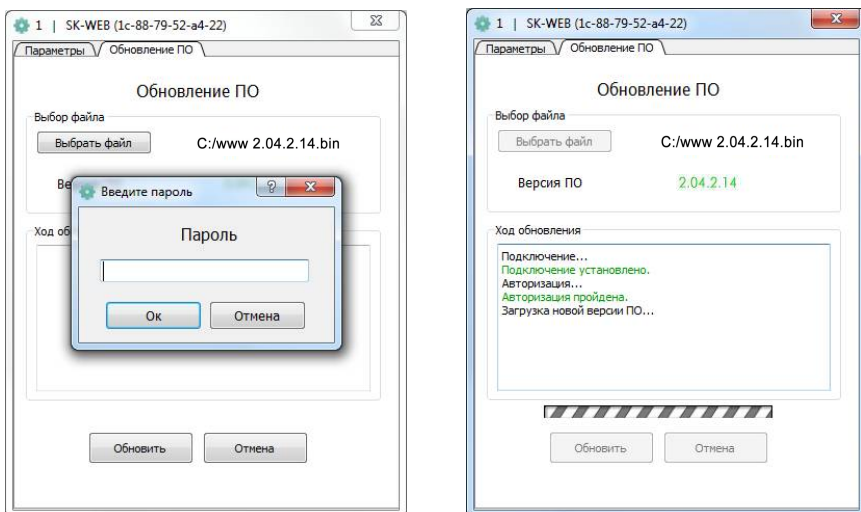 1 | SK-WEB (1c-88-79-52-a4-22)
Параметры Обновление ПО
Обновление ПО
Выбор файла
Выбрать файл C:/www 2.04.2.14.bin
Введите пароль
Пароль
Ок Отмена
Обновить Отмена
1 | SK-WEB (1c-88-79-52-a4-22)
Параметры Обновление ПО
Обновление ПО
Выбор файла
Выбрать файл C:/www 2.04.2.14.bin
Версия ПО 2.04.2.14
Ход обновления
Подключение...
Подключение установлено.
Авторизация...
Авторизация пройдена.
Загрузка новой версии ПО...
Обновить Отмена